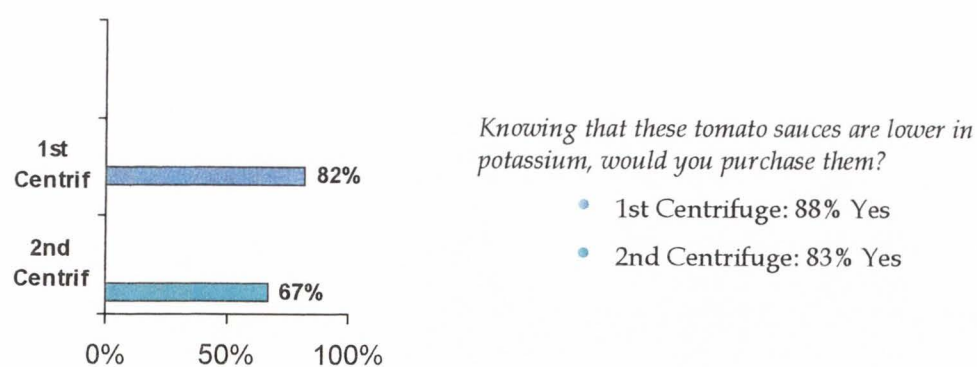 1st
Centrif
82%
2nd
Centrif
67%
0% 50% 100%
Knowing that these tomato sauces are lower in
potassium, would you purchase them?
1st Centrifuge: 88% Yes
2nd Centrifuge: 83% Yes